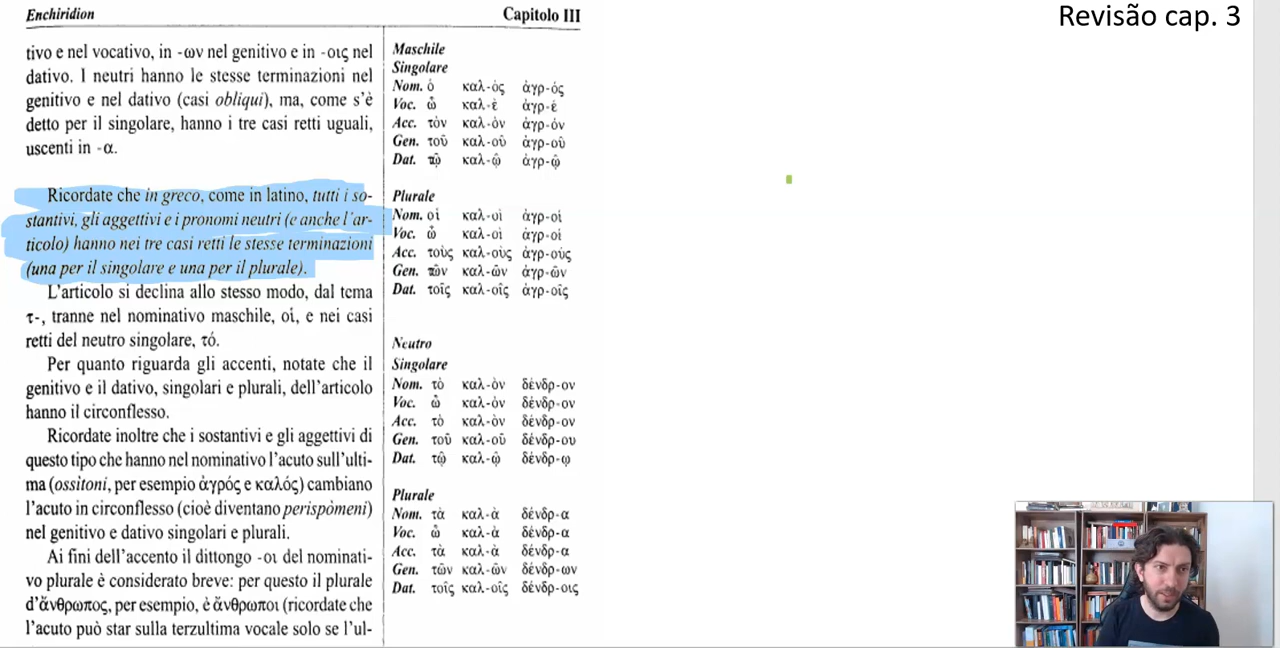 Enchiridion
Capitolo III
Revisão cap. 3
tivo e nel vocativo, in -ων nel genitivo e in -οις nel
dativo. I neutri hanno le stesse terminazioni nel
genitivo e nel dativo (casi obliqui), ma, come s'è
detto per il singolare, hanno i tre casi retti uguali,
uscenti in -α.
Ricordate che in greco, come in latino, tutti i so-
stantivi, gli aggettivi e i pronomi neutri (e anche l'ar-
ticolo) hanno nei tre casi retti le stesse terminazioni
(una per il singolare e una per il plurale).
L'articolo si declina allo stesso modo, dal tema
τ-, tranne nel nominativo maschile, οἱ, e nei casi
retti del neutro singolare, τό.
Per quanto riguarda gli accenti, notate che il
genitivo e il dativo, singolari e plurali, dell'articolo
hanno il circonflesso.
Ricordate inoltre che i sostantivi e gli aggettivi di
questo tipo che hanno nel nominativo l'acuto sull'ulti-
ma (ossitoni, per esempio ἀγρός e καλός) cambiano
l'acuto in circonflesso (cioè diventano perispòmeni)
nel genitivo e dativo singolari e plurali.
Ai fini dell'accento il dittongo -οι del nominati-
vo plurale è considerato breve: per questo il plurale
d'ἄνθρωπος, per esempio, è ἄνθρωποι (ricordate che
l'acuto può star sulla terzultima vocale solo se l'ul-
Maschile
Singolare
Nom. ὁ καλ-ὸς ἀγρ-ός
Voc. ὦ καλ-ὲ ἀγρ-έ
Acc. τὸν καλ-ὸν ἀγρ-όν
Gen. τοῦ καλ-οῦ ἀγρ-οῦ
Dat. τῷ καλ-ῷ ἀγρ-ῷ
Plurale
Nom. οἱ καλ-οὶ ἀγρ-οί
Voc. ὦ καλ-οὶ ἀγρ-οί
Acc. τοὺς καλ-οὺς ἀγρ-ούς
Gen. τῶν καλ-ῶν ἀγρ-ῶν
Dat. τοῖς καλ-οῖς ἀγρ-οῖς
Neutro
Singolare
Nom. τὸ καλ-ὸν δένδρ-ον
Voc. ὦ καλ-ὸν δένδρ-ον
Acc. τὸ καλ-ὸν δένδρ-ον
Gen. τοῦ καλ-οῦ δένδρ-ου
Dat. τῷ καλ-ῷ δένδρ-ῳ
Plurale
Nom. τὰ καλ-ὰ δένδρ-α
Voc. ὦ καλ-ὰ δένδρ-α
Acc. τὰ καλ-ὰ δένδρ-α
Gen. τῶν καλ-ῶν δένδρ-ων
Dat. τοῖς καλ-οῖς δένδρ-οις